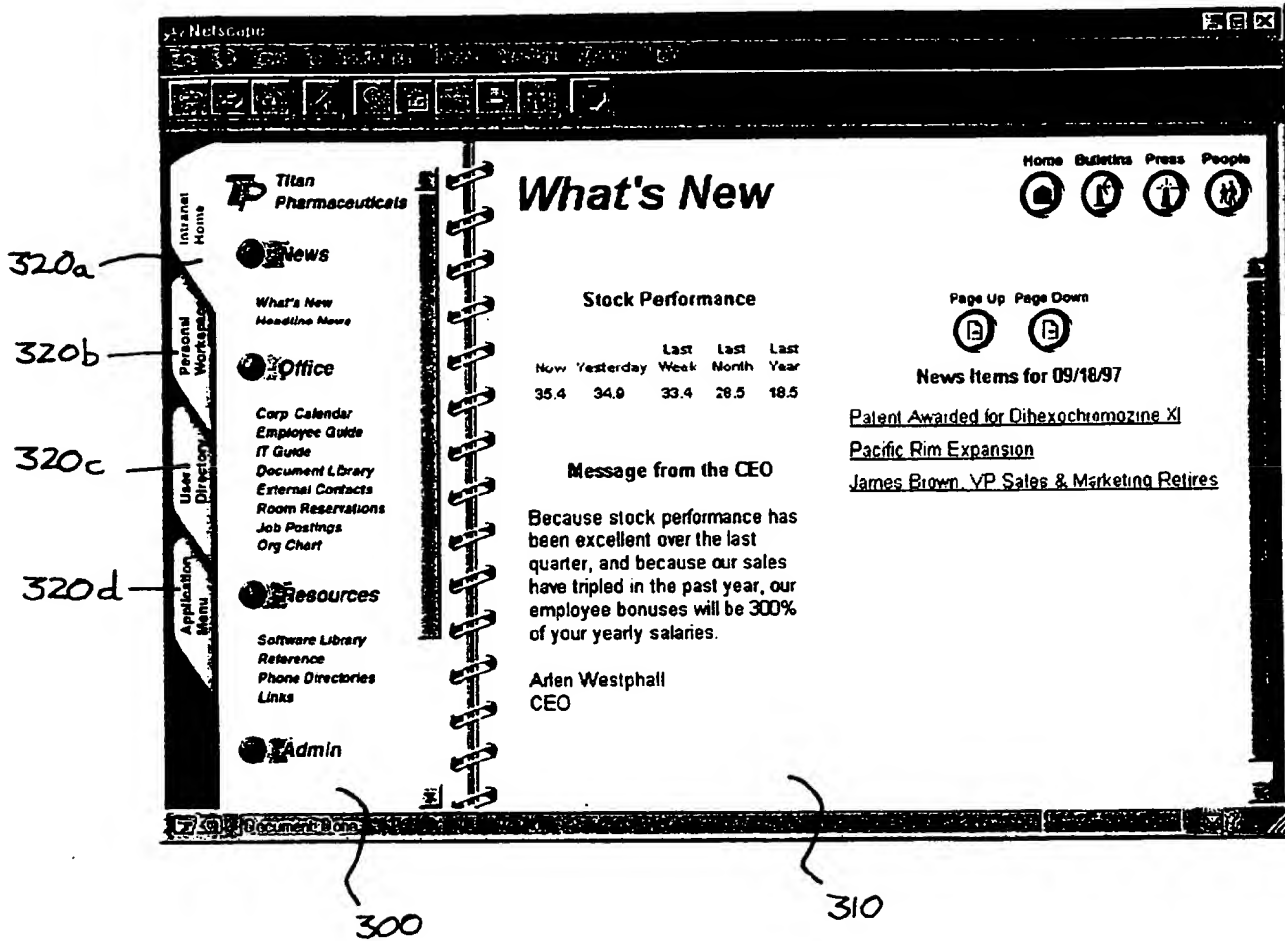 Netscape
Home Bulletins Press People
Titan
Pharmaceuticals
What's New
Intranet
Home
News
320a
What's New
Headline News
Stock Performance
Page Up Page Down
Personal
Workspace
320b
Office
Last Last Last
Now Yesterday Week Month Year
35.4 34.9 33.4 28.5 18.5
News Items for 09/18/97
Corp Calendar
Employee Guide
IT Guide
Document Library
External Contacts
Room Reservations
Job Postings
Org Chart
Patent Awarded for Dihexochromozine XI
Pacific Rim Expansion
James Brown, VP Sales & Marketing Retires
User
Directory
320c
Message from the CEO
Because stock performance has
been excellent over the last
quarter, and because our sales
have tripled in the past year, our
employee bonuses will be 300%
of your yearly salaries.
Application
Menu
320d
Resources
Software Library
Reference
Phone Directories
Links
Arlen Westphall
CEO
Admin
Document: Done
300
310